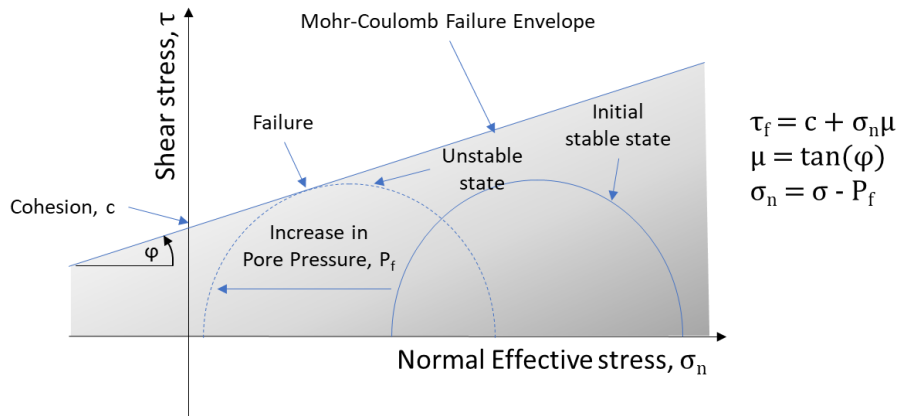 Shear stress, τ
Mohr-Coulomb Failure Envelope
Failure
Initial
stable state
Unstable
state
Cohesion, c
φ
Increase in
Pore Pressure, Pf
Normal Effective stress, σn
τf = c + σnμ
μ = tan(φ)
σn = σ - Pf